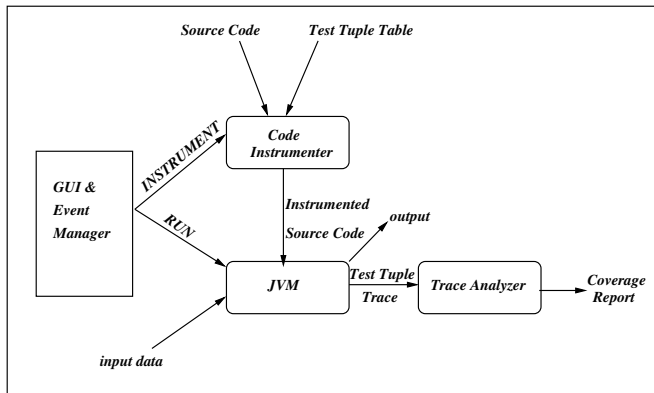 Source Code
Test Tuple Table
Code
Instrumenter
INSTRUMENT
GUI &
Event
Manager
RUN
Instrumented
Source Code
output
JVM
Test Tuple
Trace
Trace Analyzer
Coverage
Report
input data